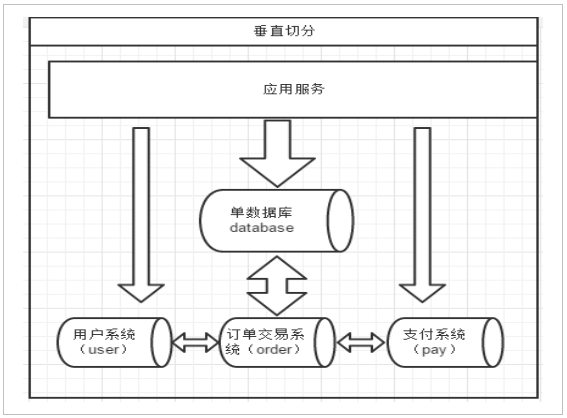 垂直切分
应用服务
单数据库
database
用户系统
（user）
订单交易系
统（order）
支付系统
（pay）